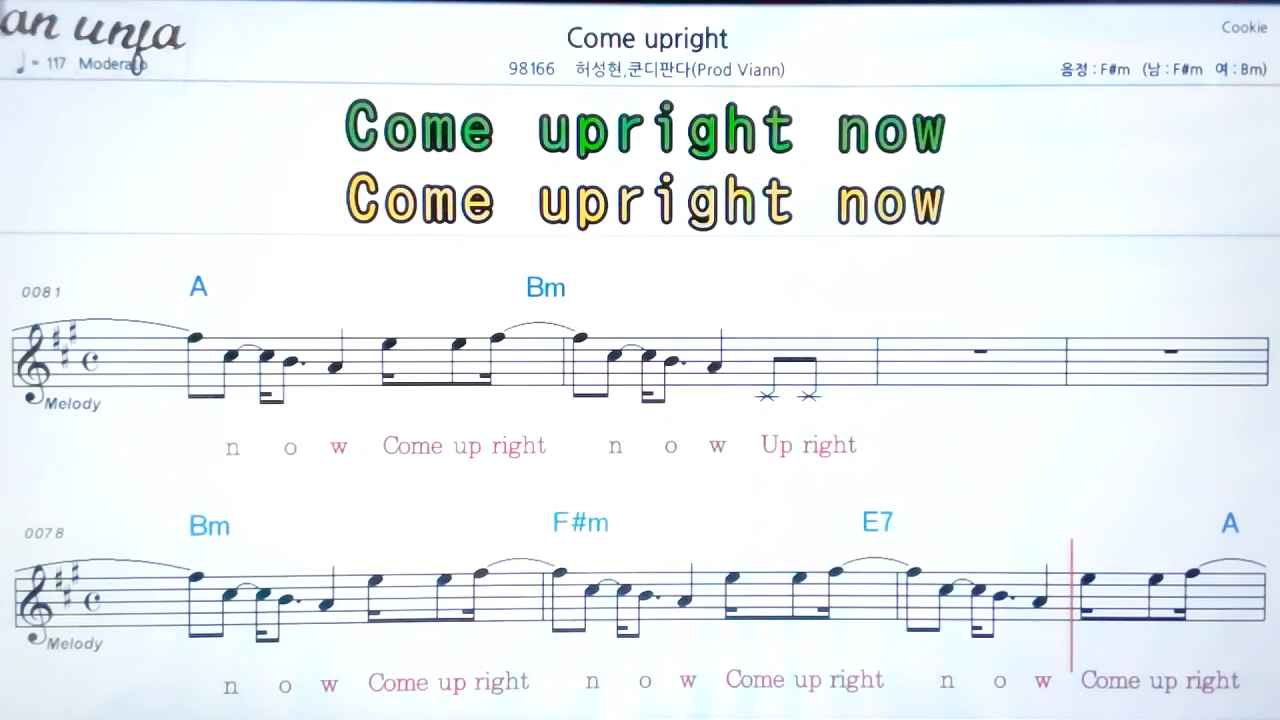 an unfa
Come upright
Cookie
♩= 117 Moderato
98166 허성현,쿤디판다(Prod Viann)
음정 : F#m (남 : F#m 여 : Bm)
Come upright now
Come upright now
0081 A Bm
Melody
n o w Come up right n o w Up right
0078 Bm F#m E7 A
Melody
n o w Come up right n o w Come up right n o w Come up right